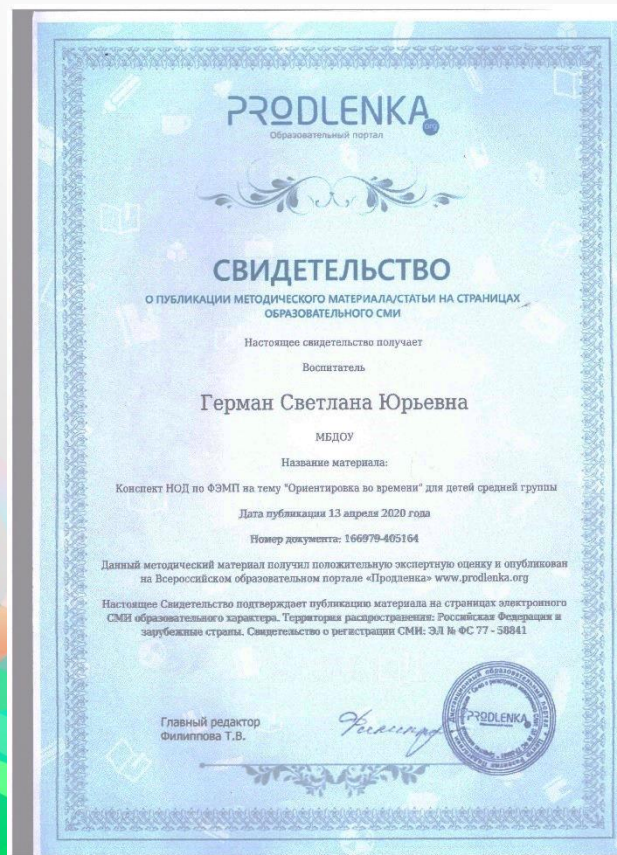 PRODLENKA.org
Образовательный портал
СВИДЕТЕЛЬСТВО
О ПУБЛИКАЦИИ МЕТОДИЧЕСКОГО МАТЕРИАЛА/СТАТЬИ НА СТРАНИЦАХ
ОБРАЗОВАТЕЛЬНОГО СМИ
Настоящее свидетельство получает
Воспитатель
Герман Светлана Юрьевна
МБДОУ
Название материала:
Конспект НОД по ФЭМП на тему "Ориентировка во времени" для детей средней группы
Дата публикации 13 апреля 2020 года
Номер документа: 166979-405164
Данный методический материал получил положительную экспертную оценку и опубликован
на Всероссийском образовательном портале «Продленка» www.prodlenka.org
Настоящее Свидетельство подтверждает публикацию материала на страницах электронного
СМИ образовательного характера. Территория распространения: Российская Федерация и
зарубежные страны. Свидетельство о регистрации СМИ: ЭЛ № ФС 77 - 58841
Главный редактор
Филиппова Т.В.
PRODLENKA